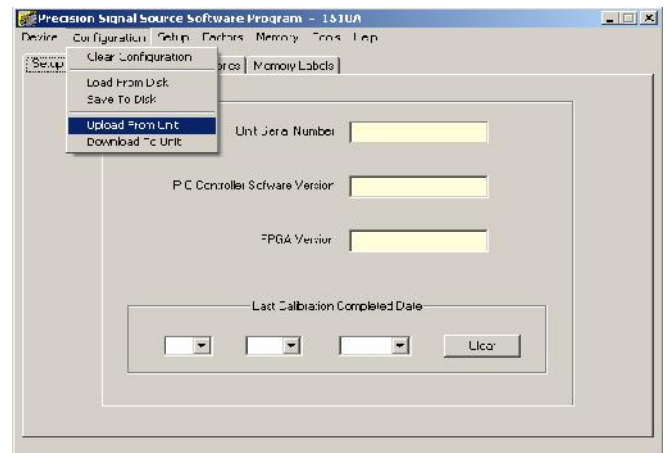 Precision Signal Source Software Program - 1510A
Device Configuration Setup Factors Memory Tools Help
Setup Memory Labels
Clear Configuration
Load From Disk
Save To Disk
Upload From Unit
Download To Unit
Unit Serial Number
PIC Controller Software Version
FPGA Version
Last Calibration Completed Date
Clear